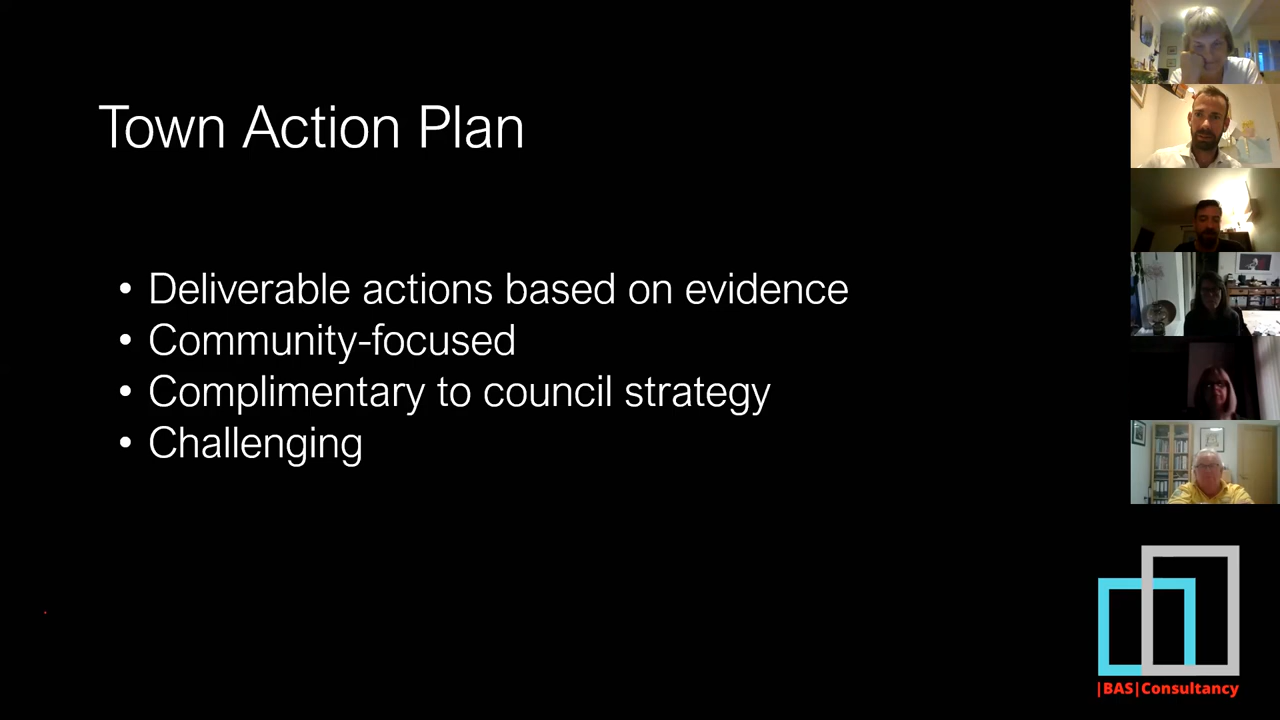 Town Action Plan
• Deliverable actions based on evidence
• Community-focused
• Complimentary to council strategy
• Challenging
|BAS|Consultancy